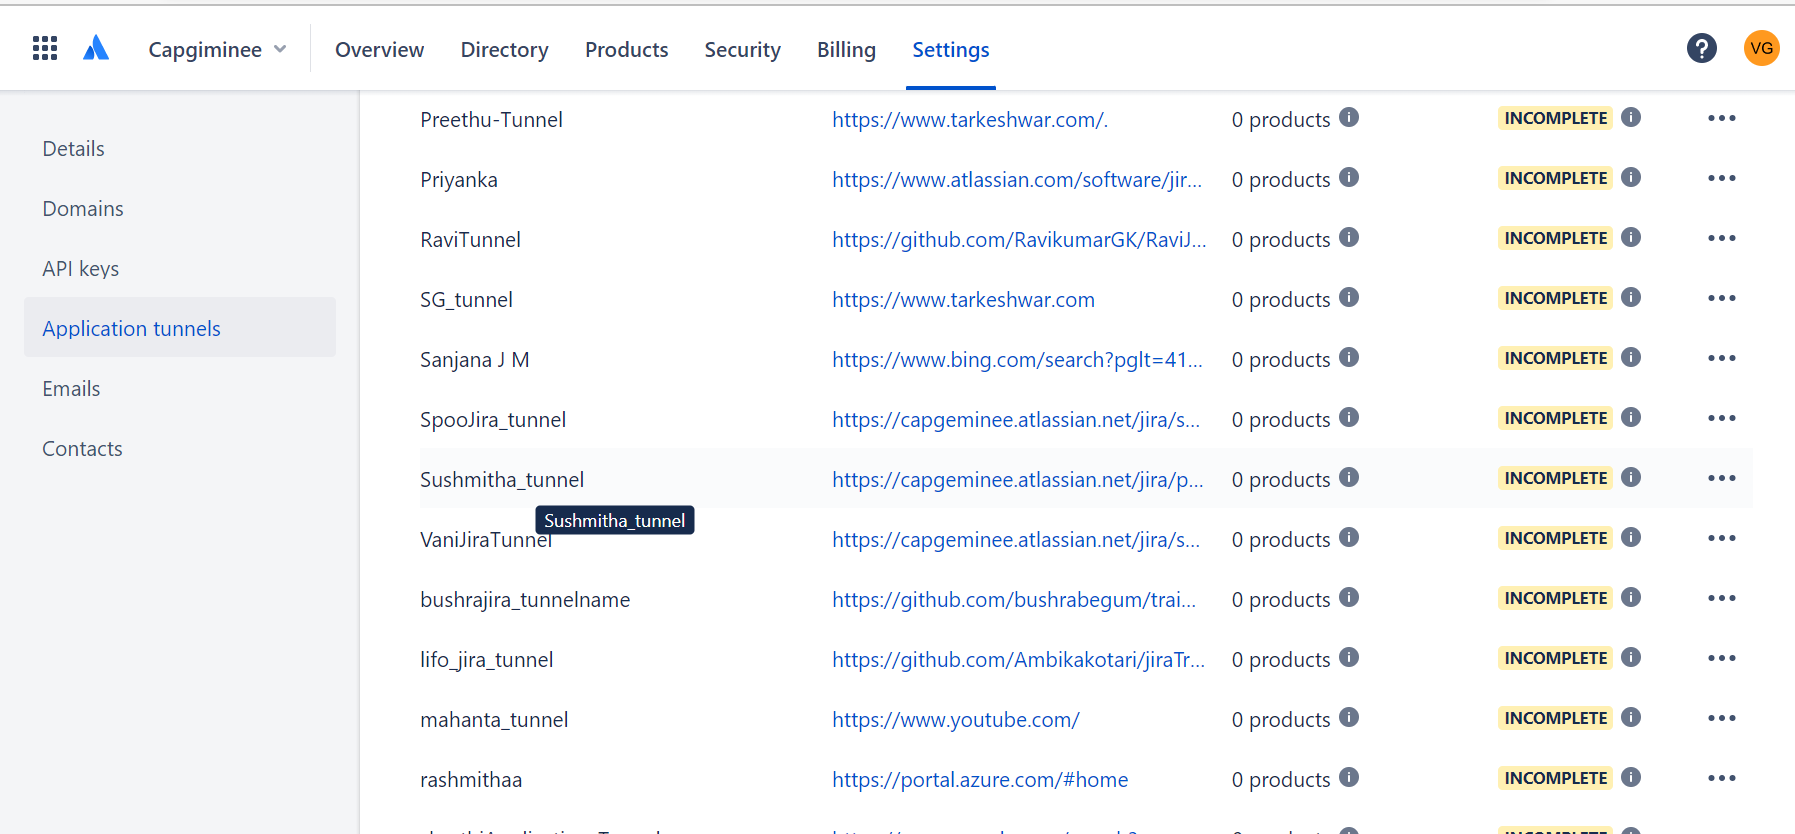 Capgiminee Overview Directory Products Security Billing Settings ? VG
Details
Domains
API keys
Application tunnels
Emails
Contacts
Preethu-Tunnel https://www.tarkeshwar.com/. 0 products INCOMPLETE
Priyanka https://www.atlassian.com/software/jir... 0 products INCOMPLETE
RaviTunnel https://github.com/RavikumarGK/RaviJ... 0 products INCOMPLETE
SG_tunnel https://www.tarkeshwar.com 0 products INCOMPLETE
Sanjana J M https://www.bing.com/search?pglt=41... 0 products INCOMPLETE
SpooJira_tunnel https://capgeminee.atlassian.net/jira/s... 0 products INCOMPLETE
Sushmitha_tunnel https://capgeminee.atlassian.net/jira/p... 0 products INCOMPLETE
Sushmitha_tunnel
VaniJiraTunnel https://capgeminee.atlassian.net/jira/s... 0 products INCOMPLETE
bushrajira_tunnelname https://github.com/bushrabegum/trai... 0 products INCOMPLETE
lifo_jira_tunnel https://github.com/Ambikakotari/jiraTr... 0 products INCOMPLETE
mahanta_tunnel https://www.youtube.com/ 0 products INCOMPLETE
rashmithaa https://portal.azure.com/#home 0 products INCOMPLETE